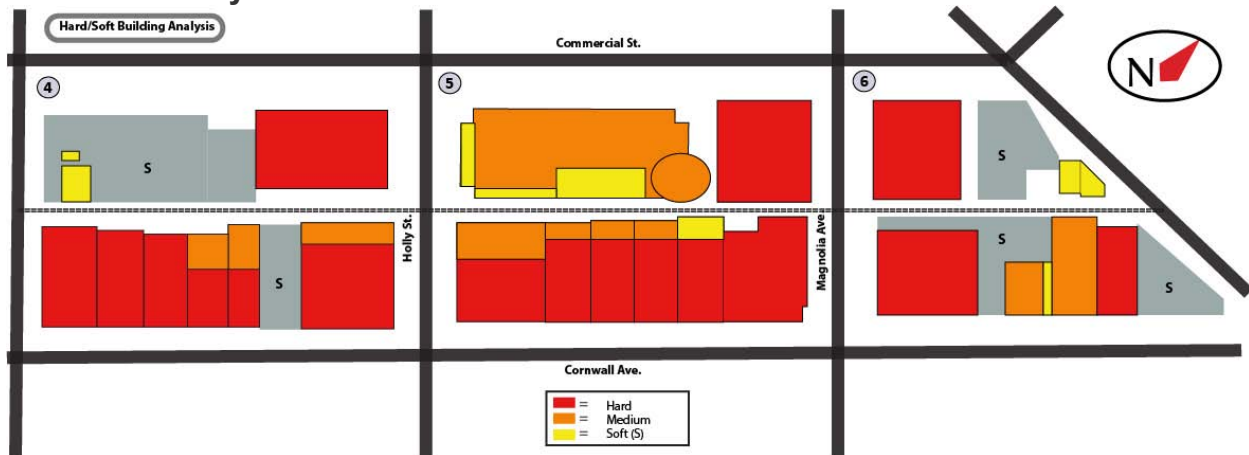 Hard/Soft Building Analysis
Commercial St.
N
4
5
6
S
S
S
Holly St.
Magnolia Ave.
S
S
Cornwall Ave.
= Hard
= Medium
= Soft (S)